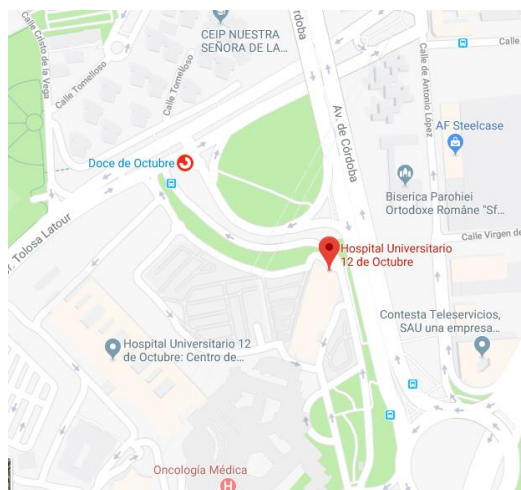 CEIP NUESTRA
SEÑORA DE LA...
Calle Cristo de la Vega
Calle Tomelloso
Calle Tomelloso
Córdoba
Calle
Calle de Antonio López
Av. de Córdoba
AF Steelcase
Doce de Octubre
Biserica Parohiei
Ortodoxe Române "Sf...
r. Tolosa Latour
Hospital Universitario
12 de Octubre
Calle Virgen de
Contesta Teleservicios,
SAU una empresa...
Hospital Universitario 12
de Octubre: Centro de...
Oncología Médica
H